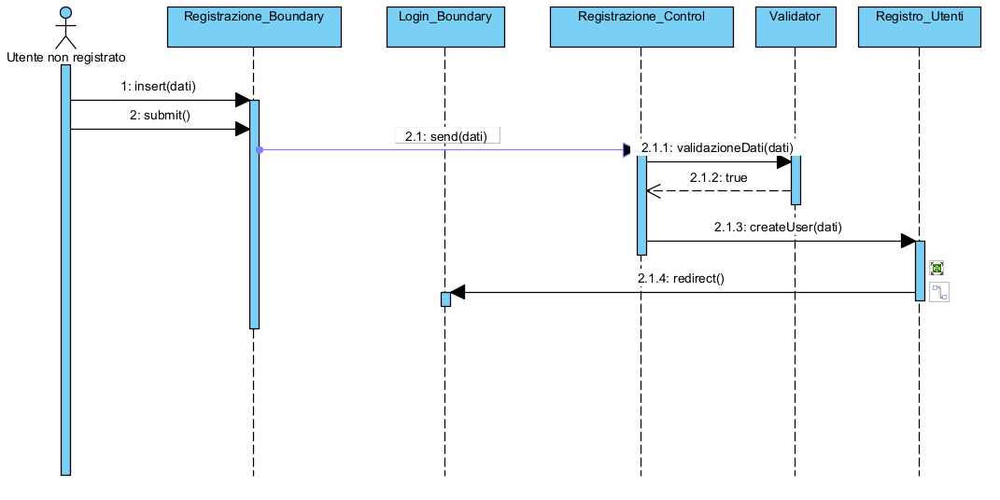 Registrazione_Boundary
Login_Boundary
Registrazione_Control
Validator
Registro_Utenti
Utente non registrato
1: insert(dati)
2: submit()
2.1: send(dati)
2.1.1: validazioneDati(dati)
2.1.2: true
2.1.3: createUser(dati)
2.1.4: redirect()